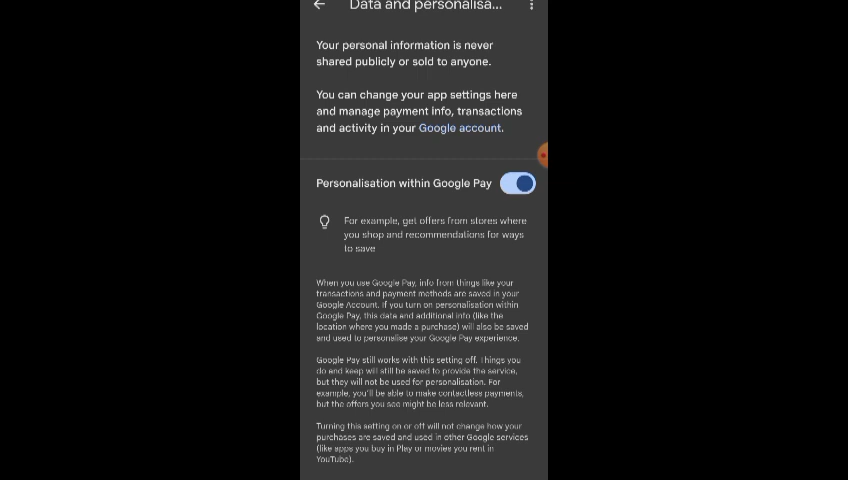 Data and personalisa...
Your personal information is never
shared publicly or sold to anyone.
You can change your app settings here
and manage payment info, transactions
and activity in your Google account.
Personalisation within Google Pay
For example, get offers from stores where
you shop and recommendations for ways
to save
When you use Google Pay, info from things like your
transactions and payment methods are saved in your
Google Account. If you turn on personalisation within
Google Pay, this data and additional info (like the
location where you made a purchase) will also be saved
and used to personalise your Google Pay experience.
Google Pay still works with this setting off. Things you
do and keep will still be saved to provide the service,
but they will not be used for personalisation. For
example, you'll be able to make contactless payments,
but the offers you see might be less relevant.
Turning this setting on or off will not change how your
purchases are saved and used in other Google services
(like apps you buy in Play or movies you rent in
YouTube).